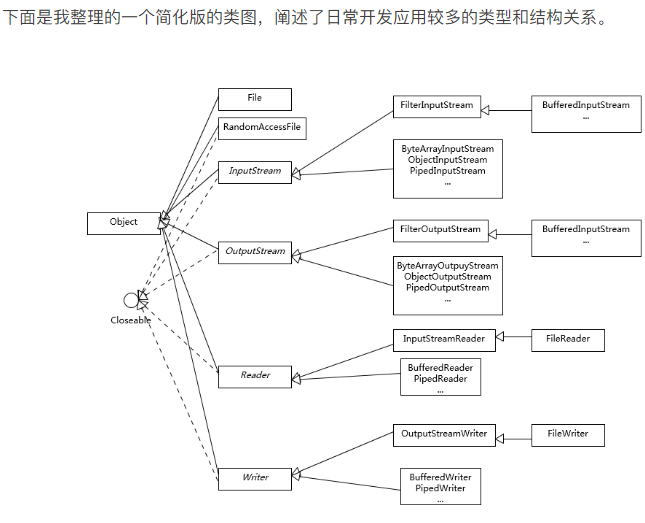 下面是我整理的一个简化版的类图，阐述了日常开发应用较多的类型和结构关系。
File
RandomAccessFile
InputStream
Object
OutputStream
Closeable
Reader
Writer
FilterInputStream
BufferedInputStream
...
ByteArrayInputStream
ObjectInputStream
PipedInputStream
...
FilterOutputStream
BufferedInputStream
...
ByteArrayOutpuyStream
ObjectOutputStream
PipedOutputStream
...
InputStreamReader
FileReader
BufferedReader
PipedReader
...
OutputStreamWriter
FileWriter
BufferedWriter
PipedWriter
...